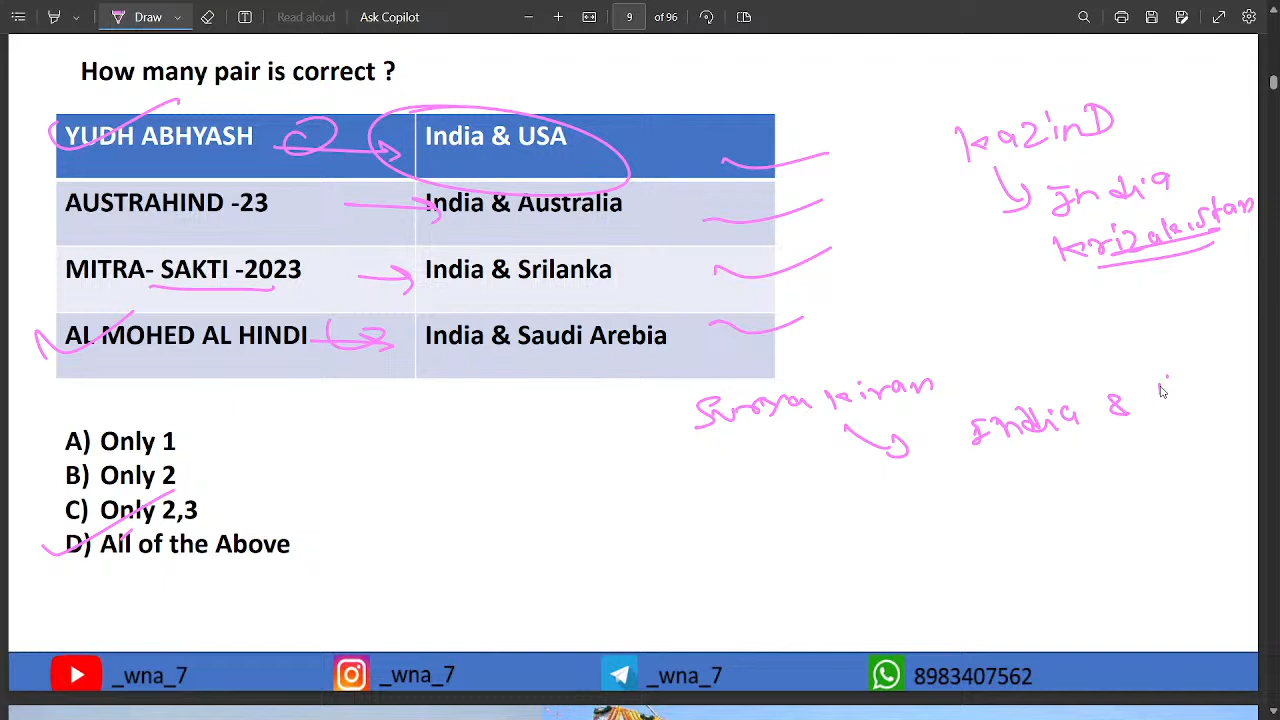 Draw
Read aloud
Ask Copilot
9
of 96
How many pair is correct ?
YUDH ABHYASH India & USA
AUSTRAHIND -23 India & Australia
MITRA- SAKTI -2023 India & Srilanka
AL MOHED AL HINDI India & Saudi Arebia
KazinD
India
Krizakistan
Surya kiran
India &
A) Only 1
B) Only 2
C) Only 2,3
D) All of the Above
_wna_7
_wna_7
_wna_7
8983407562